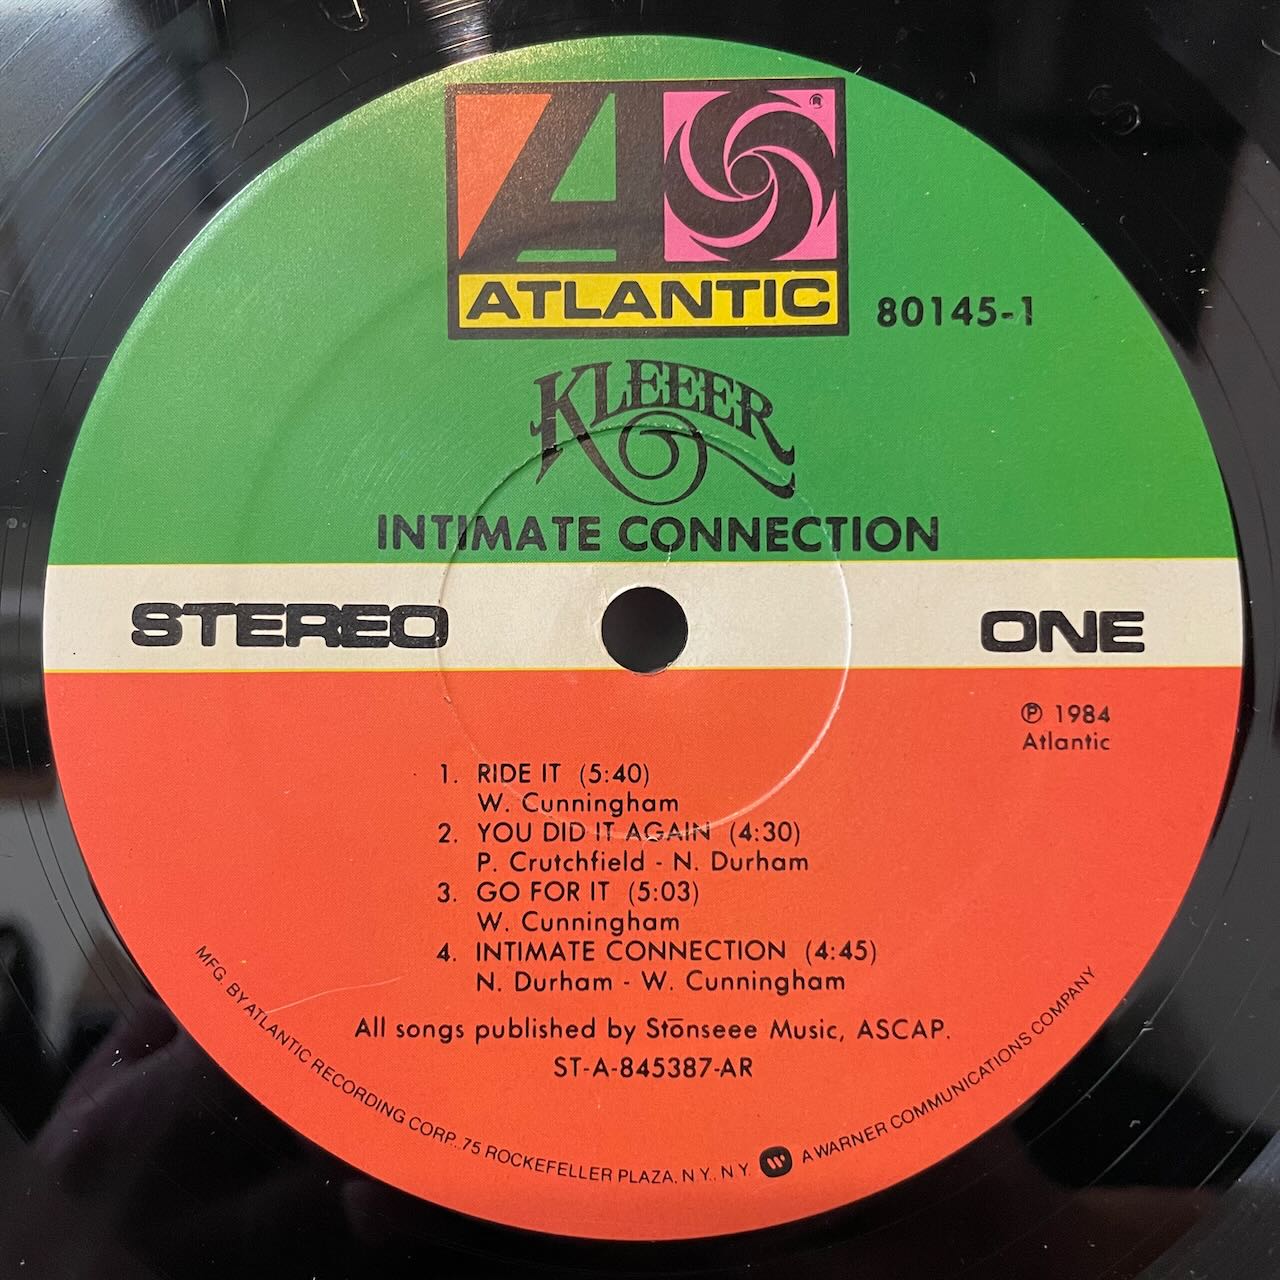 ®
ATLANTIC
80145-1
KLEEER
INTIMATE CONNECTION
STEREO
ONE
℗ 1984
Atlantic
1. RIDE IT (5:40)
W. Cunningham
2. YOU DID IT AGAIN (4:30)
P. Crutchfield - N. Durham
3. GO FOR IT (5:03)
W. Cunningham
4. INTIMATE CONNECTION (4:45)
N. Durham - W. Cunningham
All songs published by Stōnseee Music, ASCAP.
ST-A-845387-AR
MFG. BY ATLANTIC RECORDING CORP., 75 ROCKEFELLER PLAZA, N.Y., N.Y. A WARNER COMMUNICATIONS COMPANY